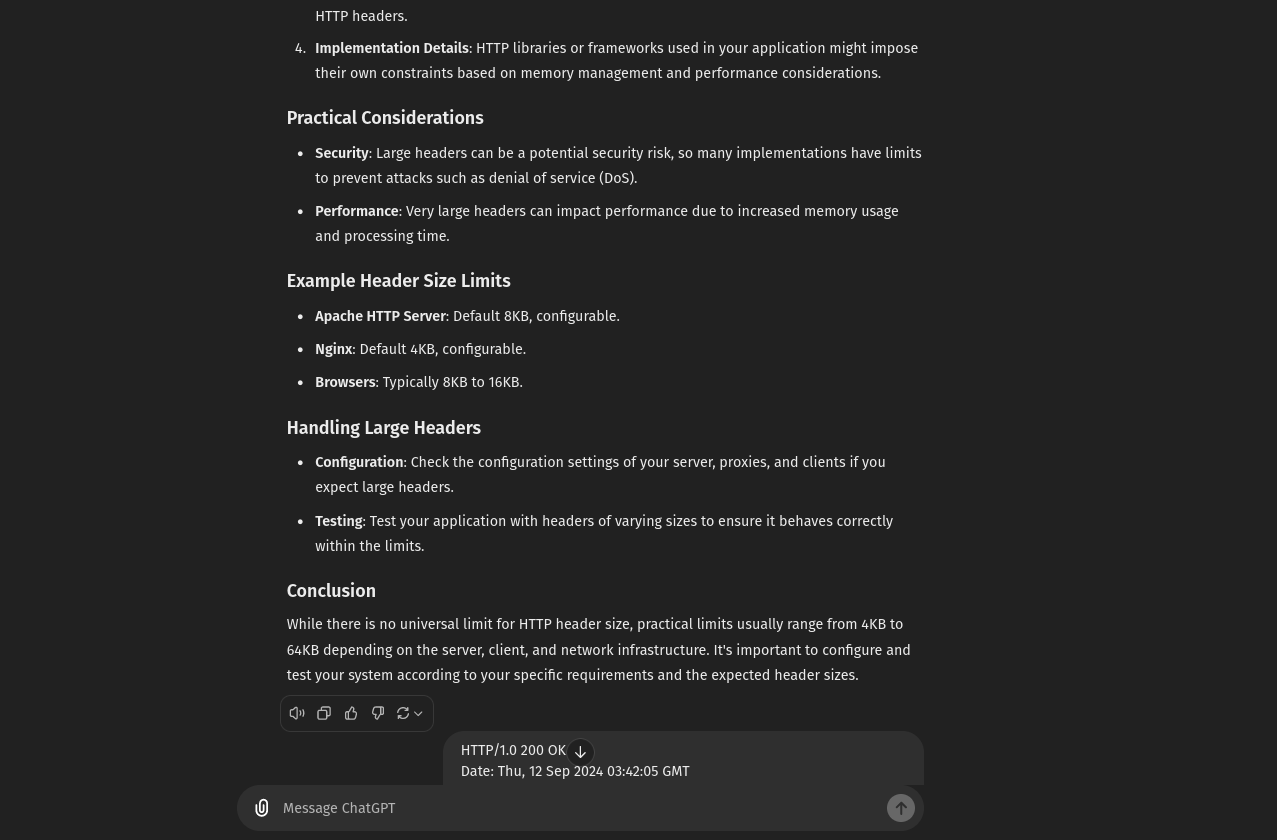 HTTP headers.
4. Implementation Details: HTTP libraries or frameworks used in your application might impose
their own constraints based on memory management and performance considerations.
Practical Considerations
• Security: Large headers can be a potential security risk, so many implementations have limits
to prevent attacks such as denial of service (DoS).
• Performance: Very large headers can impact performance due to increased memory usage
and processing time.
Example Header Size Limits
• Apache HTTP Server: Default 8KB, configurable.
• Nginx: Default 4KB, configurable.
• Browsers: Typically 8KB to 16KB.
Handling Large Headers
• Configuration: Check the configuration settings of your server, proxies, and clients if you
expect large headers.
• Testing: Test your application with headers of varying sizes to ensure it behaves correctly
within the limits.
Conclusion
While there is no universal limit for HTTP header size, practical limits usually range from 4KB to
64KB depending on the server, client, and network infrastructure. It's important to configure and
test your system according to your specific requirements and the expected header sizes.
HTTP/1.0 200 OK
Date: Thu, 12 Sep 2024 03:42:05 GMT
Message ChatGPT